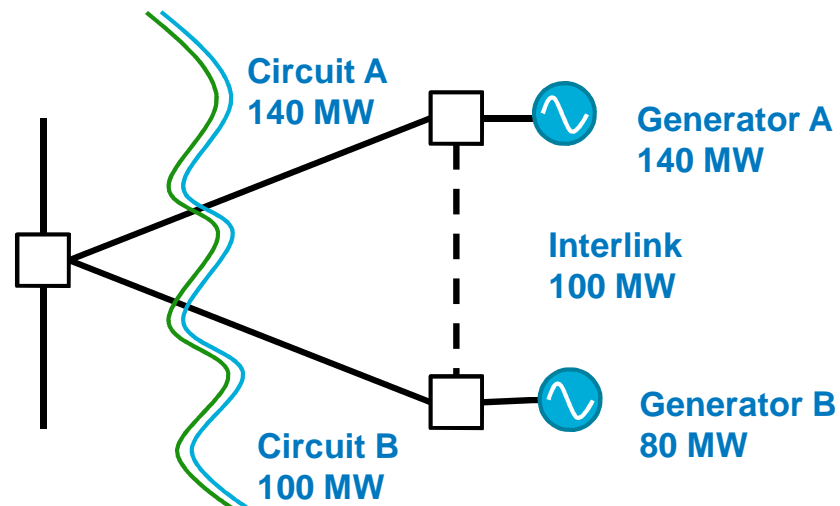 Circuit A
140 MW
Generator A
140 MW
Interlink
100 MW
Generator B
80 MW
Circuit B
100 MW